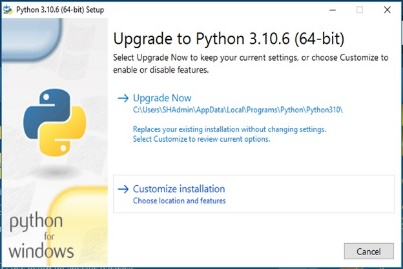 Python 3.10.6 (64-bit) Setup
Upgrade to Python 3.10.6 (64-bit)
Select Upgrade Now to keep your current settings, or choose Customize to
enable or disable features.
Upgrade Now
C:\Users\SHAdmin\AppData\Local\Programs\Python\Python310\
Replaces your existing installation without changing settings.
Select Customize to review current options.
Customize installation
Choose location and features
python
for
windows
Cancel